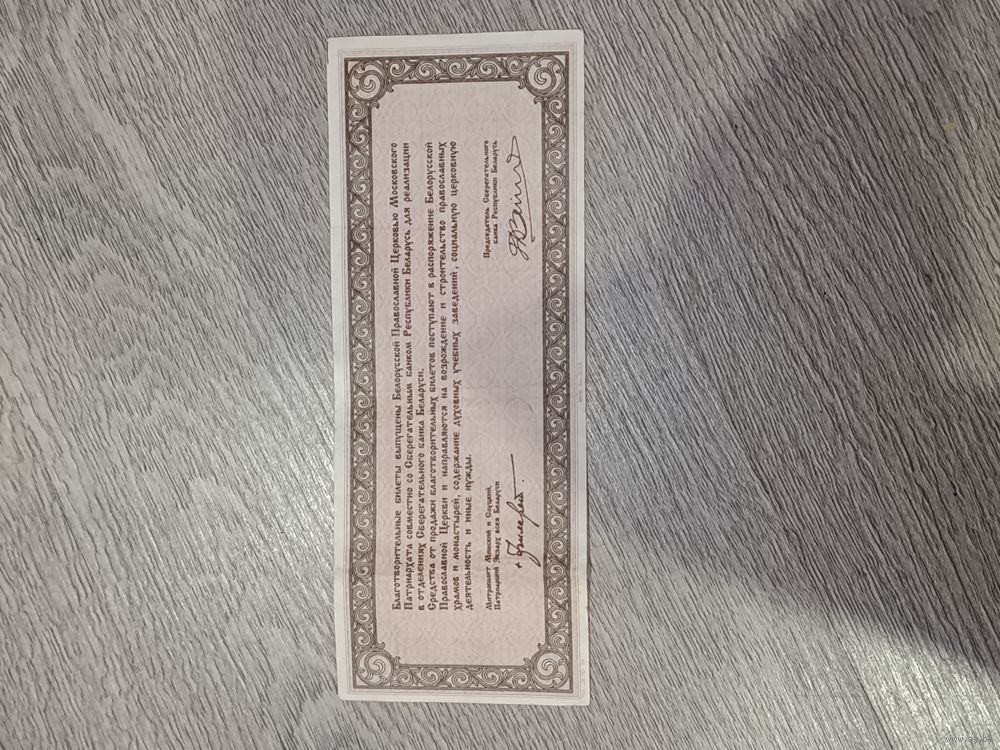 Благотворительные билеты выпущены Белорусской Православной Церковью Московского
Патриархата совместно со Сберегательным банком Республики Беларусь для реализации
в отделениях Сберегательного банка Беларуси.
Средства от продажи благотворительных билетов поступают в распоряжение Белорусской
Православной Церкви и направляются на возрождение и строительство православных
храмов и монастырей, содержание духовных учебных заведений, социальную церковную
деятельность и иные нужды.
Митрополит Минский и Слуцкий,
Патриарший Экзарх всея Беларуси
Председатель Сберегательного
банка Республики Беларусь
+ Филарет.